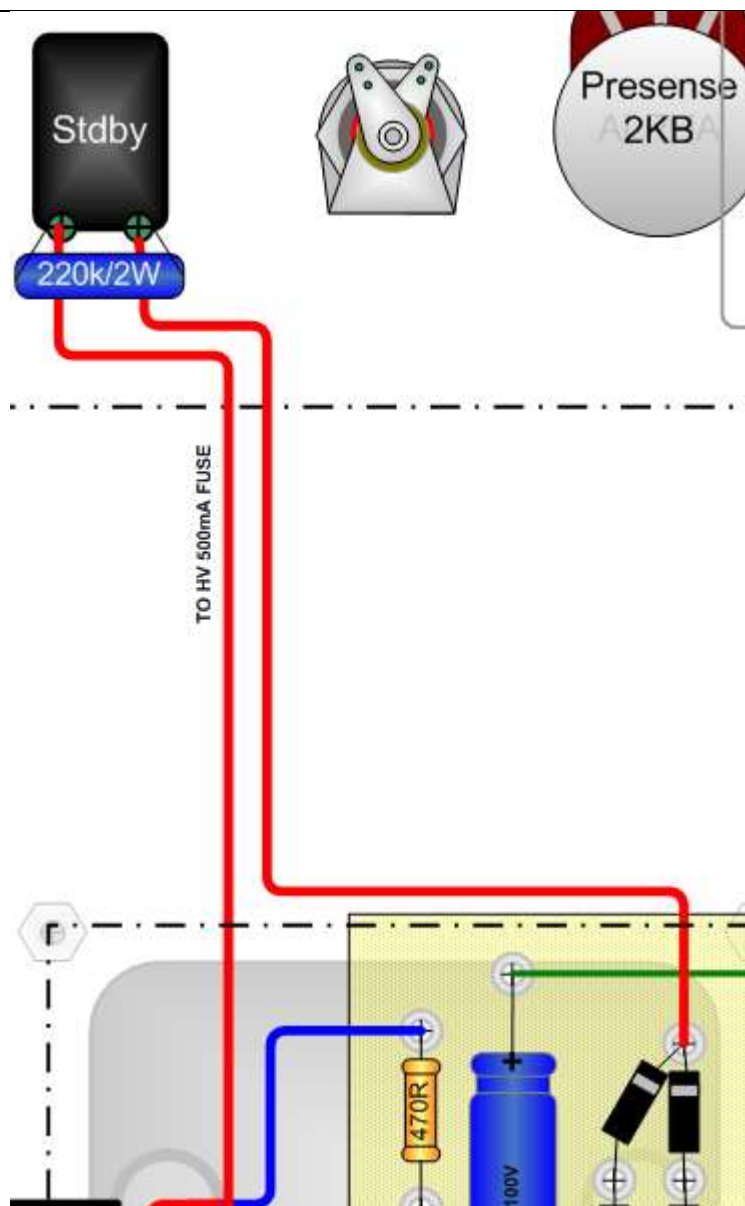 Stdby
Presense
A 2KB A
220k/2W
TO HV 500mA FUSE
+
470R
100V